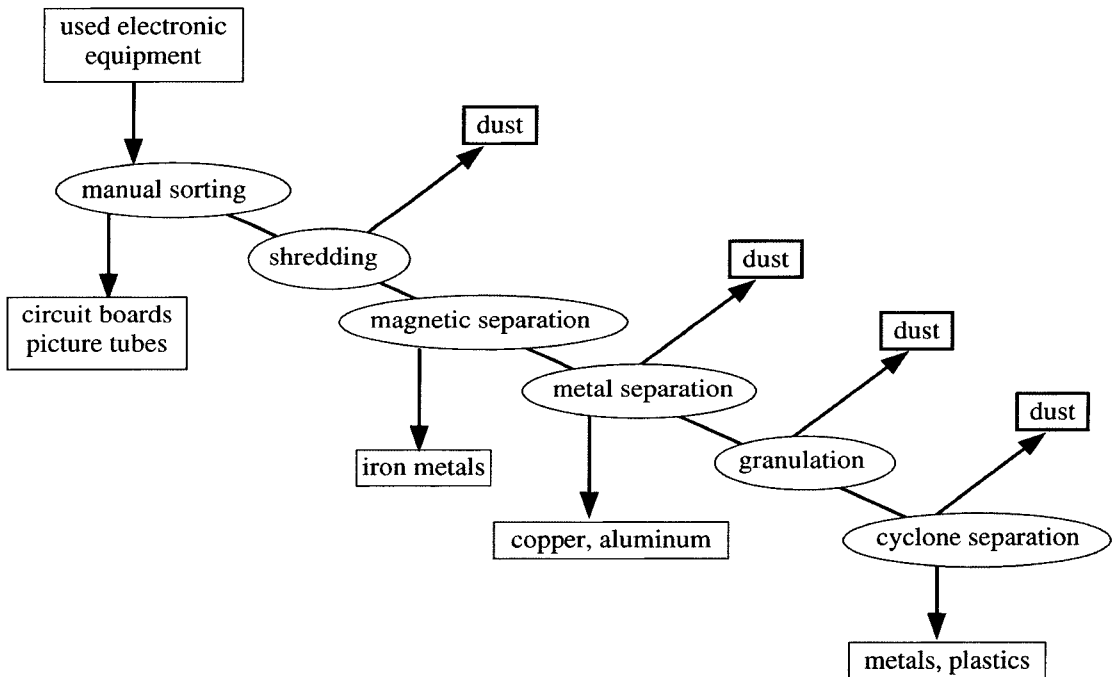 used electronic
equipment
dust
manual sorting
shredding
dust
circuit boards
picture tubes
magnetic separation
dust
metal separation
dust
iron metals
granulation
copper, aluminum
cyclone separation
metals, plastics